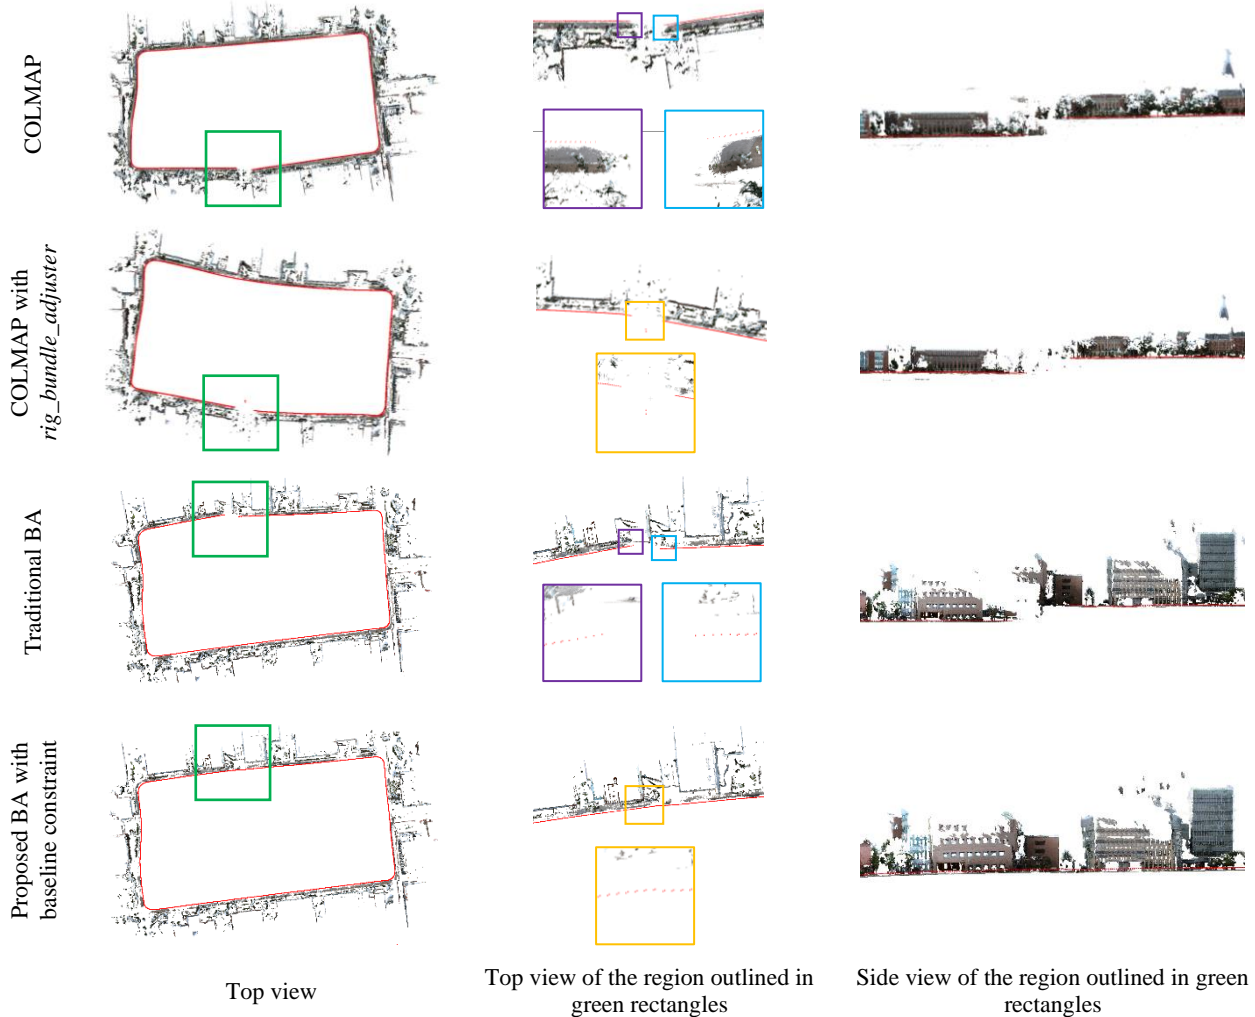 COLMAP
COLMAP with
rig_bundle_adjuster
Traditional BA
Proposed BA with
baseline constraint
Top view
Top view of the region outlined in
green rectangles
Side view of the region outlined in green
rectangles